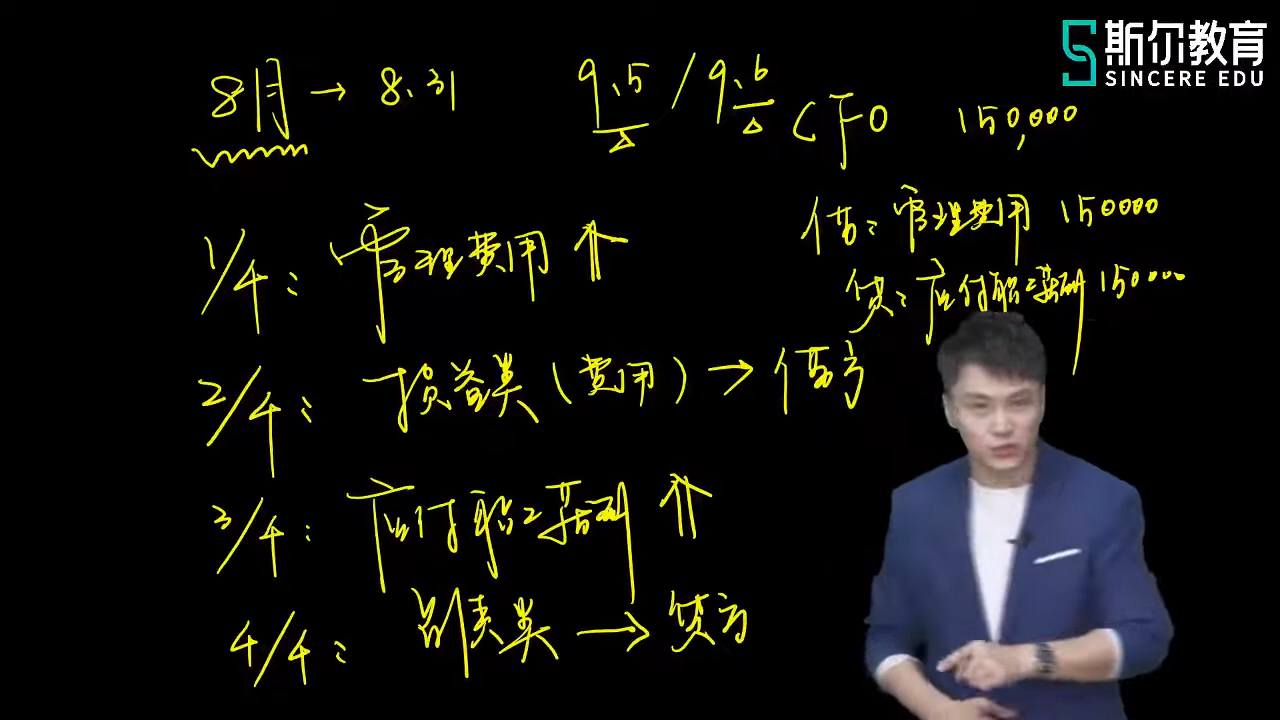 斯尔教育
SINCERE EDU
8月 → 8.31 9.5 / 9.6 CFO 150,000
借: 管理费用 150000
贷: 应付职工薪酬 150000
1/4: 管理费用 ↑
2/4: 损益类 (费用) → 借方
3/4: 应付职工薪酬 ↑
4/4: 负债类 → 贷方